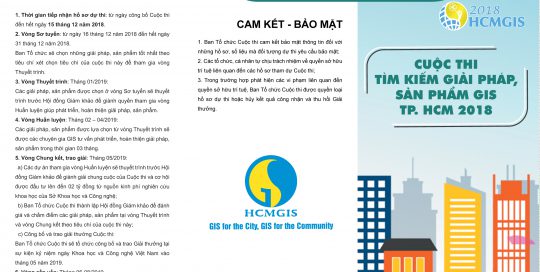 1. Thời gian tiếp nhận hồ sơ dự thi: từ ngày công bố Cuộc thi
đến hết ngày 15 tháng 12 năm 2018.
2. Vòng Sơ tuyển: từ ngày 16 tháng 12 năm 2018 đến hết ngày
31 tháng 12 năm 2018.
Ban Tổ chức sẽ chọn những giải pháp, sản phẩm tốt nhất theo
tiêu chí xét chọn tiêu chí của cuộc thi này để tham gia vòng
Thuyết trình.
3. Vòng Thuyết trình: Tháng 01/2019:
Các giải pháp, sản phẩm được chọn ở vòng Sơ tuyển sẽ thuyết
trình trước Hội đồng Giám khảo để giành quyền tham gia vòng
Huấn luyện giúp phát triển, hoàn thiện giải pháp, sản phẩm.
4. Vòng Huấn luyện: Tháng 02 – 04/2019:
Các giải pháp, sản phẩm được lựa chọn từ vòng Thuyết trình sẽ
được các chuyên gia GIS tư vấn phát triển, hoàn thiện giải pháp,
sản phẩm trong thời gian 03 tháng.
5. Vòng Chung kết, trao giải: Tháng 05/2019:
a) Các dự án tham gia vòng Huấn luyện sẽ thuyết trình trước Hội
đồng Giám khảo để giành giải chung cuộc của Cuộc thi và cơ hội
được đầu tư lên đến 02 tỷ đồng từ nguồn kinh phí nghiên cứu
khoa học của Sở Khoa học và Công nghệ;
b) Ban Tổ chức Cuộc thi thành lập Hội đồng Giám khảo để đánh
giá và chấm điểm các giải pháp, sản phẩm tại vòng Thuyết trình
và vòng Chung kết theo tiêu chí của cuộc thi này;
c) Công bố và trao giải thưởng Cuộc thi:
Ban Tổ chức Cuộc thi sẽ tổ chức công bố và trao Giải thưởng tại
sự kiện kỷ niệm ngày Khoa học và Công nghệ Việt Nam vào
tháng 05 năm 2019.
CAM KẾT - BẢO MẬT
1. Ban Tổ chức Cuộc thi cam kết bảo mật thông tin đối với
những hồ sơ, số liệu mà đối tượng dự thi yêu cầu bảo mật;
2. Các tổ chức, cá nhân tự chịu trách nhiệm về quyền sở hữu
trí tuệ liên quan đến các hồ sơ tham dự Cuộc thi;
3. Trong trường hợp phát hiện các vi phạm liên quan đến
quyền sở hữu trí tuệ, Ban Tổ chức Cuộc thi được quyền loại
hồ sơ dự thi hoặc hủy kết quả công nhận và thu hồi Giải
thưởng.
HCMGIS
GIS for the City, GIS for the Community
2018
HCMGIS
CUỘC THI
TÌM KIẾM GIẢI PHÁP,
SẢN PHẨM GIS
TP. HCM 2018